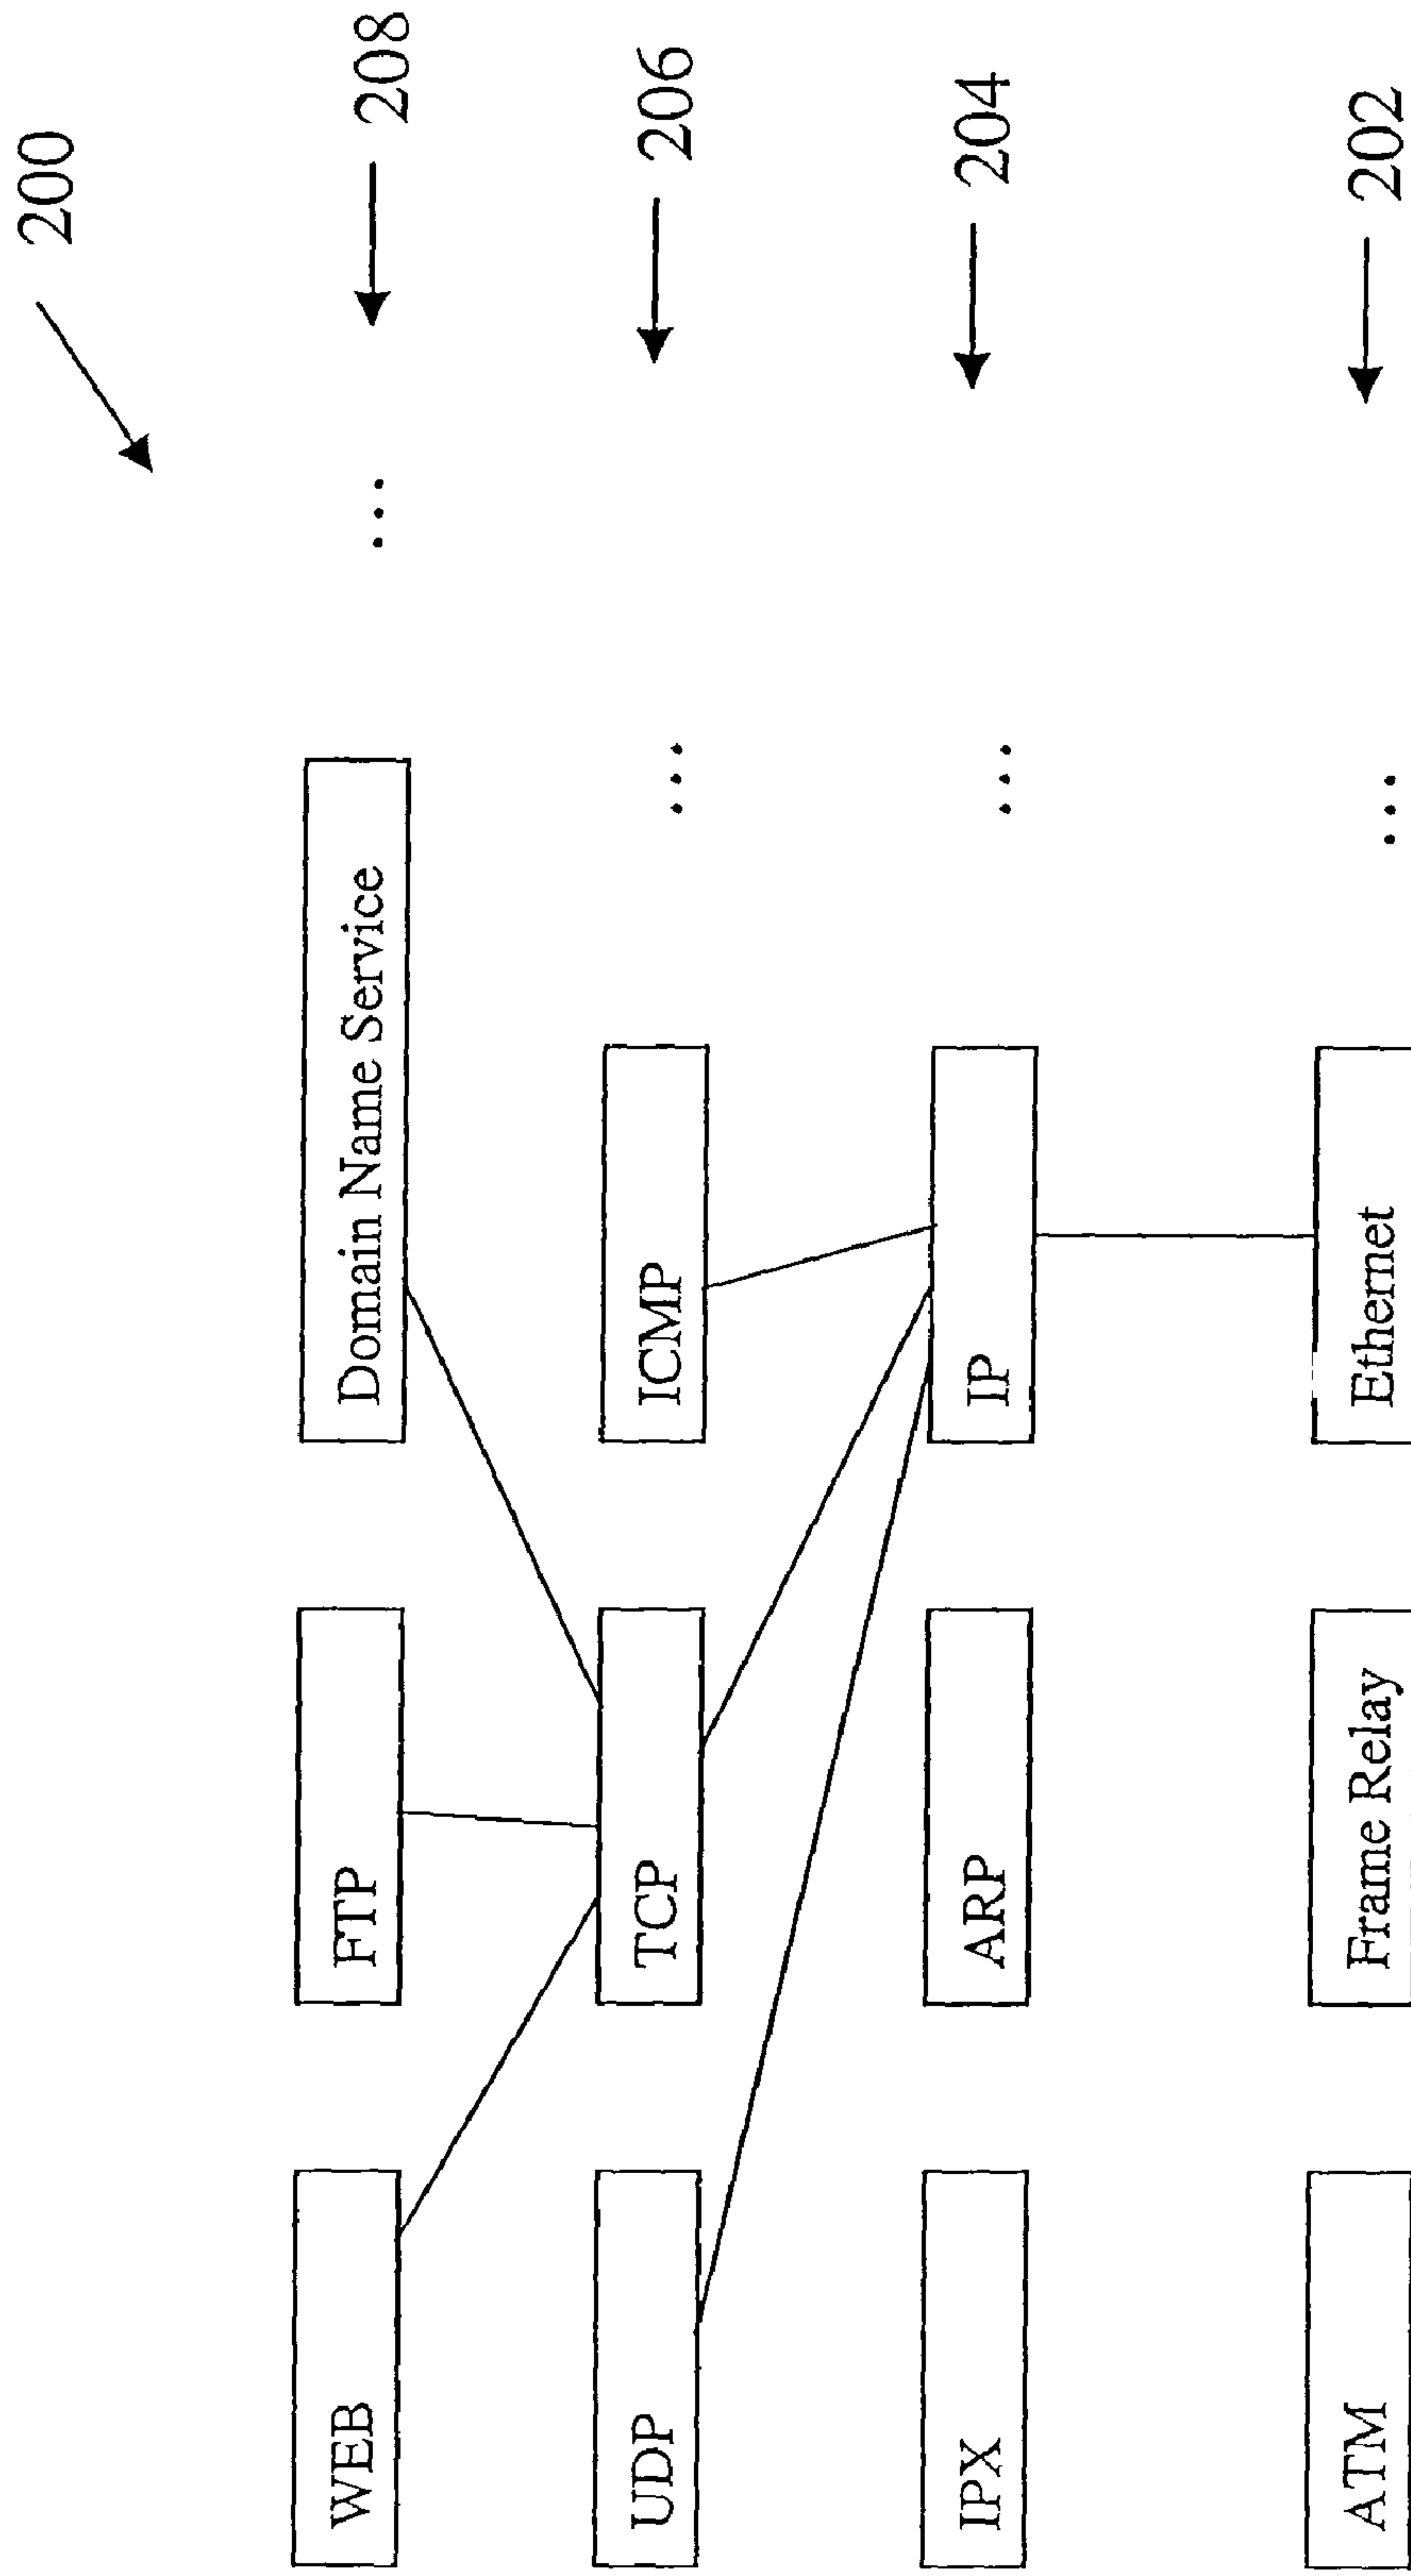 200
WEB FTP Domain Name Service ... 208
UDP TCP ICMP ... 206
IPX ARP IP ... 204
ATM Frame Relay Ethernet ... 202